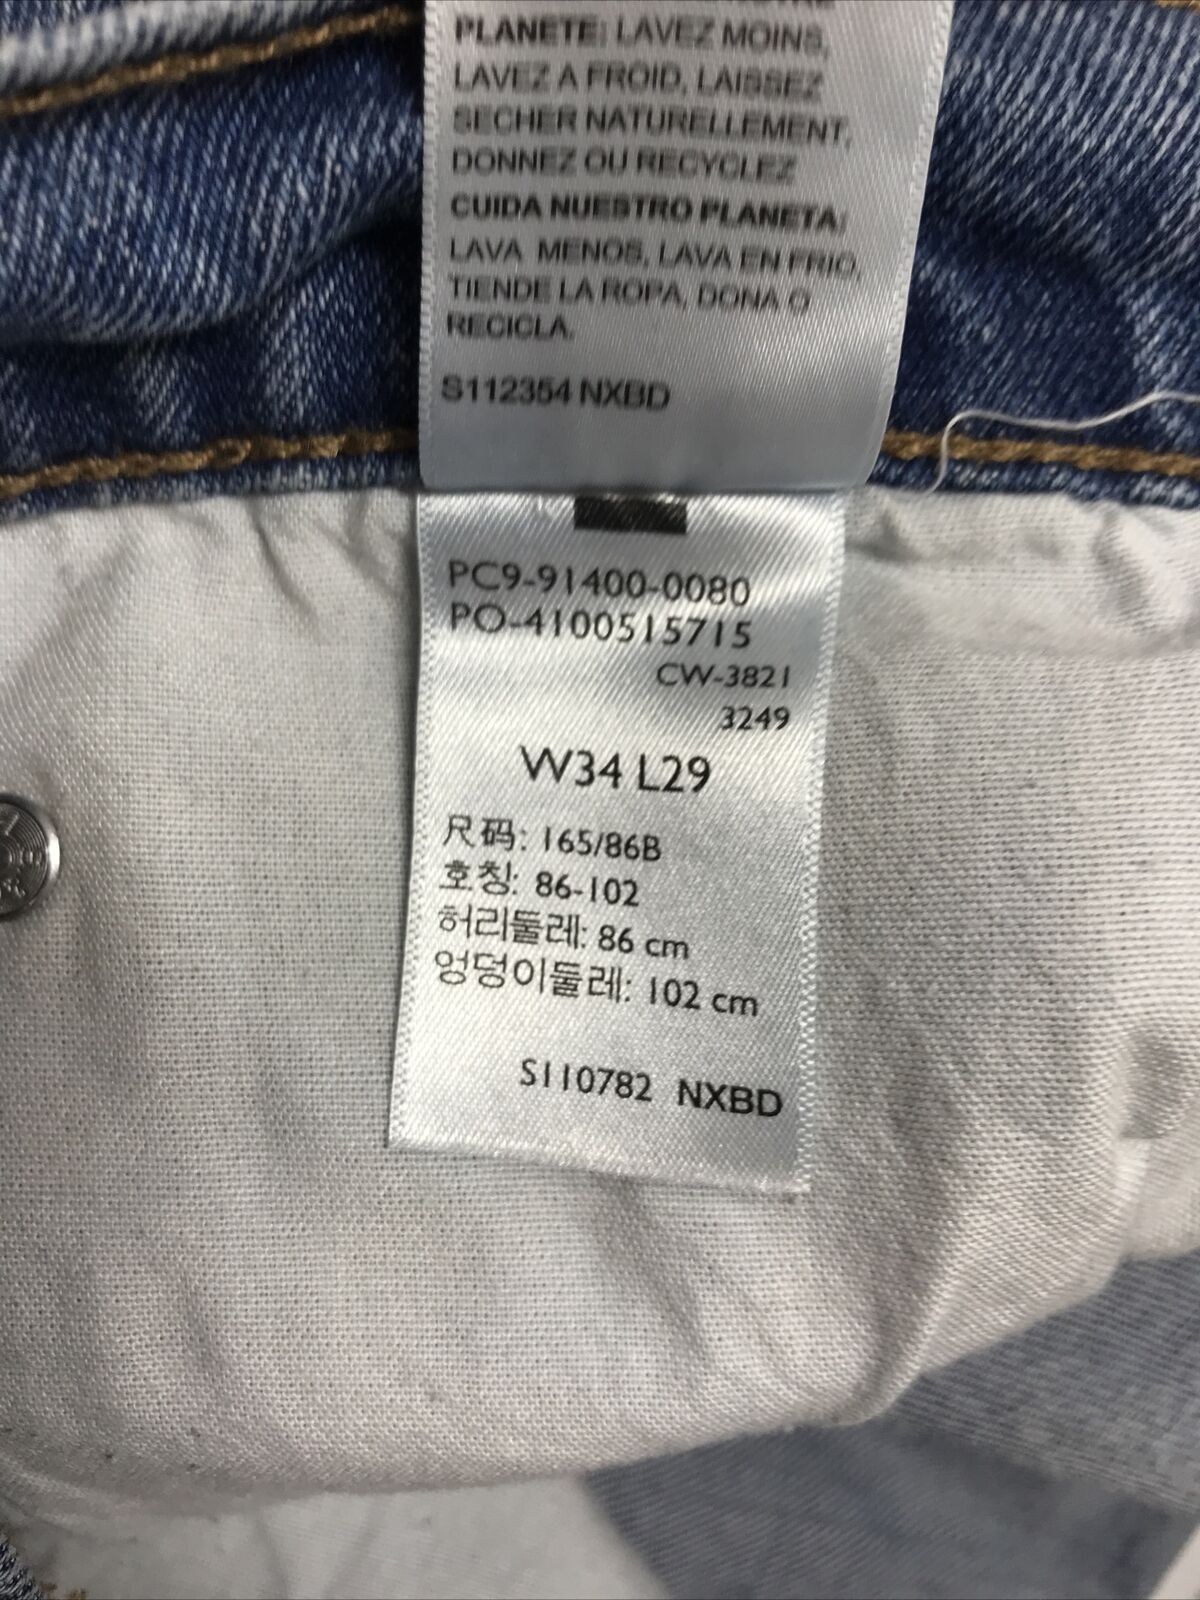 PLANETE: LAVEZ MOINS,
LAVEZ A FROID, LAISSEZ
SECHER NATURELLEMENT,
DONNEZ OU RECYCLEZ
CUIDA NUESTRO PLANETA:
LAVA MENOS, LAVA EN FRIO,
TIENDE LA ROPA, DONA O
RECICLA.
S112354 NXBD
PC9-91400-0080
PO-4100515715
CW-3821
3249
W34 L29
尺码: 165/86B
호칭: 86-102
허리둘레: 86 cm
엉덩이둘레: 102 cm
S110782 NXBD